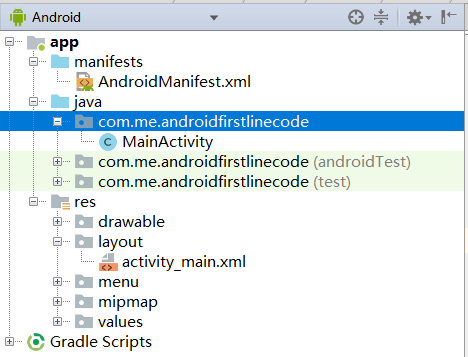 Android
app
manifests
AndroidManifest.xml
java
com.me.androidfirstlinecode
MainActivity
com.me.androidfirstlinecode (androidTest)
com.me.androidfirstlinecode (test)
res
drawable
layout
activity_main.xml
menu
mipmap
values
Gradle Scripts